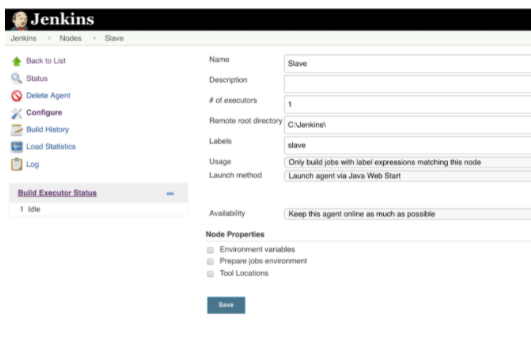 Jenkins
Jenkins › Nodes › Slave
Back to List
Status
Delete Agent
Configure
Build History
Load Statistics
Log
Build Executor Status
1 Idle
Name Slave
Description
# of executors 1
Remote root directory C:\Jenkins\
Labels slave
Usage Only build jobs with label expressions matching this node
Launch method Launch agent via Java Web Start
Availability Keep this agent online as much as possible
Node Properties
Environment variables
Prepare jobs environment
Tool Locations
Save